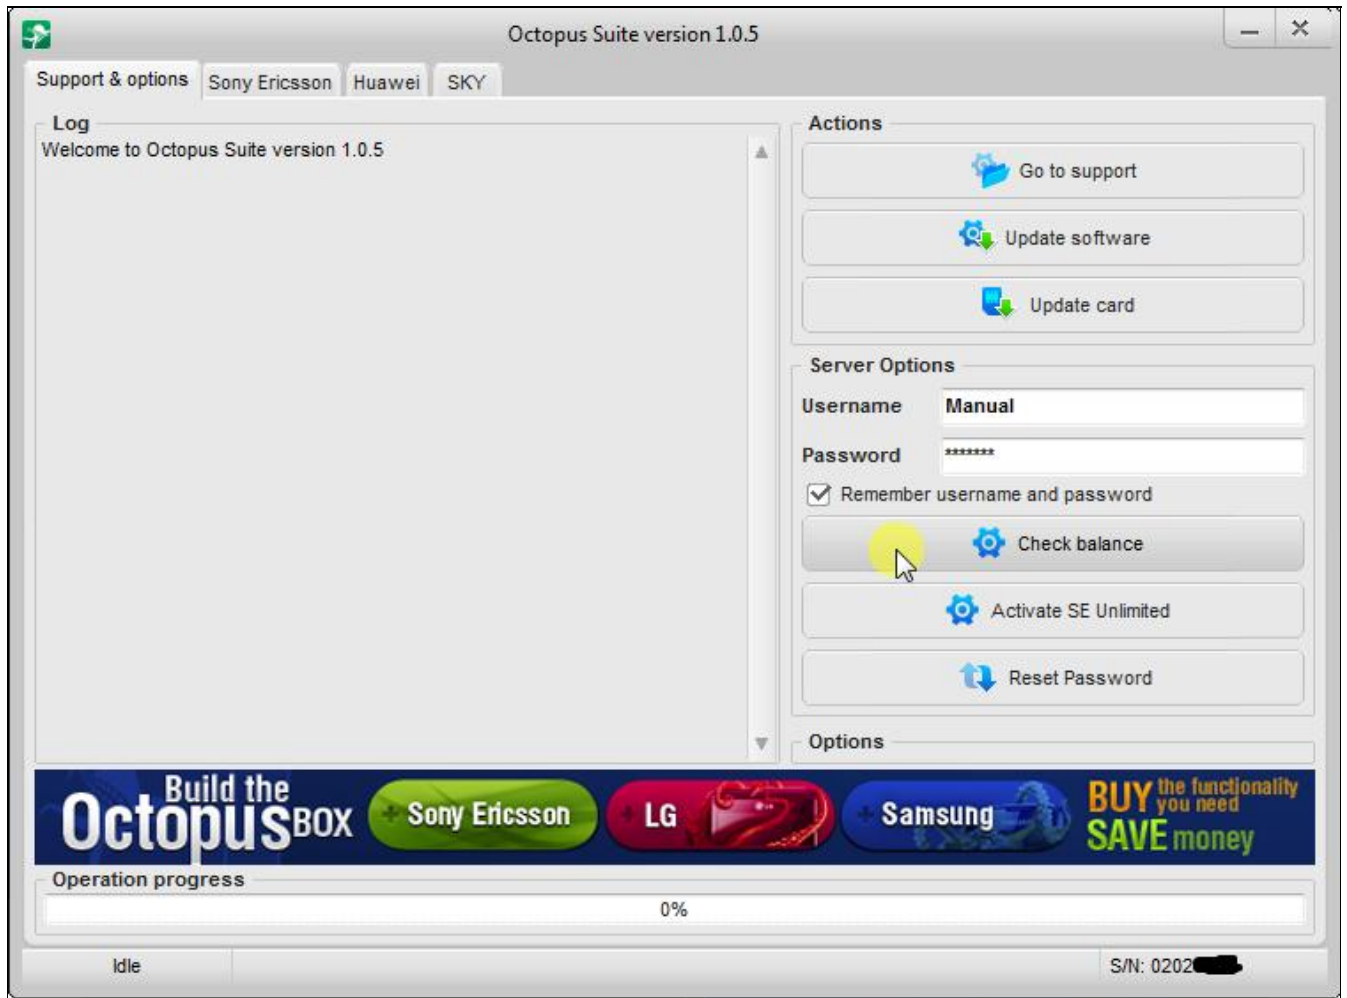 Octopus Suite version 1.0.5
Support & options
Sony Ericsson
Huawei
SKY
Log
Welcome to Octopus Suite version 1.0.5
Actions
Go to support
Update software
Update card
Server Options
Username
Manual
Password
*******
Remember username and password
Check balance
Activate SE Unlimited
Reset Password
Options
Build the
Octopus BOX
+ Sony Ericsson
+ LG
+ Samsung
BUY the functionality
you need
SAVE money
Operation progress
0%
Idle
S/N: 0202